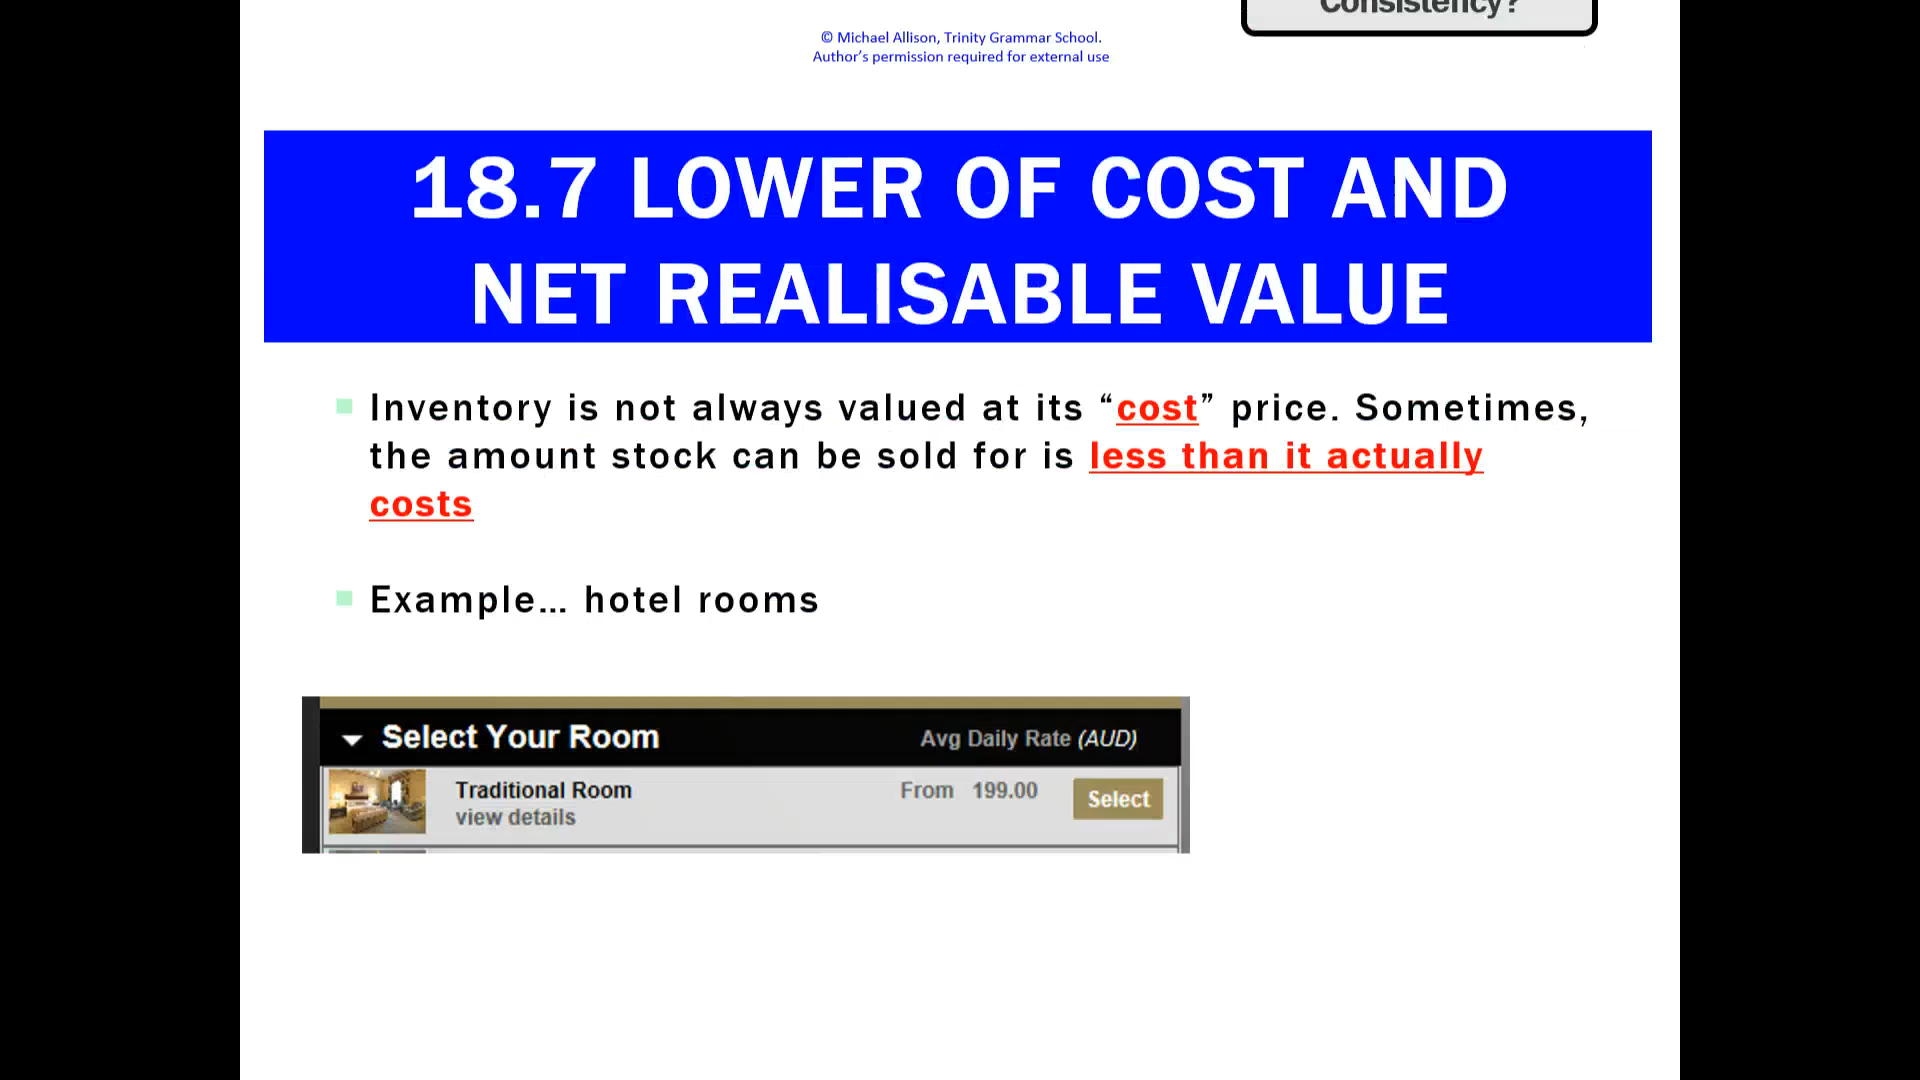 Consistency?
© Michael Allison, Trinity Grammar School.
Author’s permission required for external use
18.7 LOWER OF COST AND
NET REALISABLE VALUE
Inventory is not always valued at its “cost” price. Sometimes,
the amount stock can be sold for is less than it actually
costs
Example... hotel rooms
Select Your Room Avg Daily Rate (AUD)
Traditional Room From 199.00 Select
view details